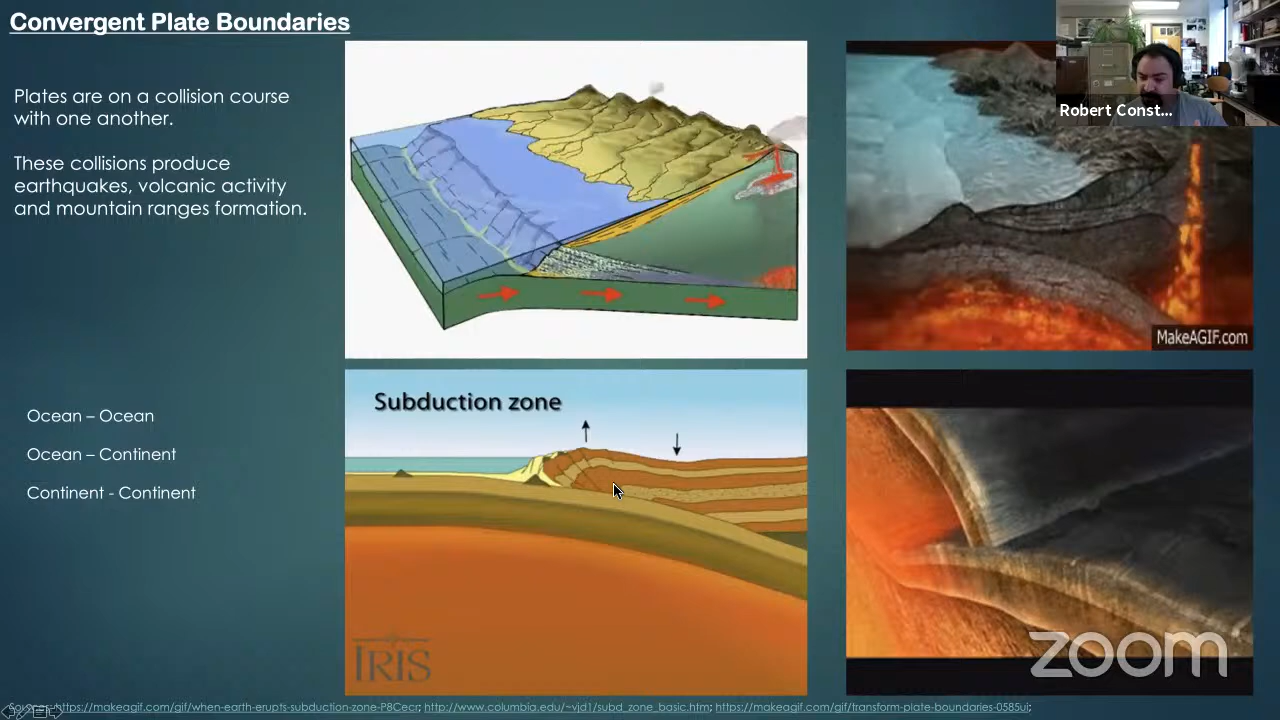 Convergent Plate Boundaries
Plates are on a collision course
with one another.
These collisions produce
earthquakes, volcanic activity
and mountain ranges formation.
Ocean – Ocean
Ocean – Continent
Continent - Continent
Robert Const...
MakeAGIF.com
Subduction zone
IRIS
zoom
https://makeagif.com/gif/when-earth-erupts-subduction-zone-P8Cecr; http://www.columbia.edu/~vjd1/subd_zone_basic.htm; https://makeagif.com/gif/transform-plate-boundaries-0585ui;